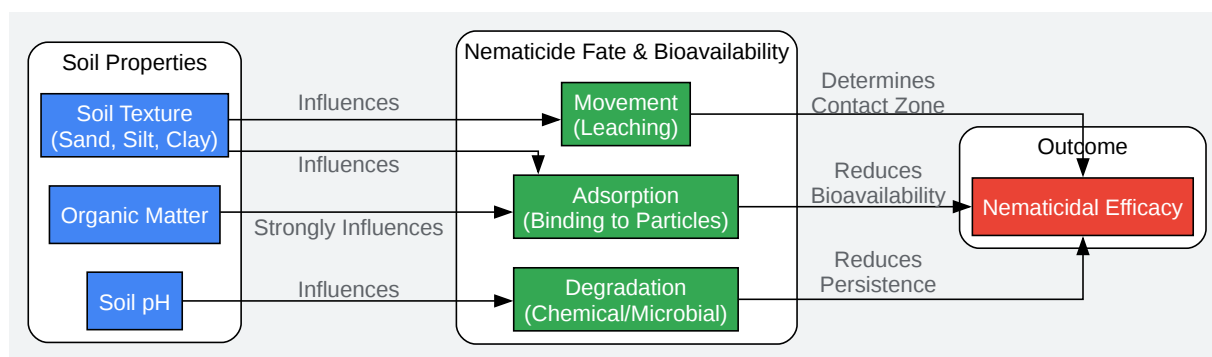 Soil Properties
Soil Texture
(Sand, Silt, Clay)
Organic Matter
Soil pH
Influences
Influences
Strongly Influences
Influences
Nematicide Fate & Bioavailability
Movement
(Leaching)
Adsorption
(Binding to Particles)
Degradation
(Chemical/Microbial)
Determines
Contact Zone
Reduces
Bioavailability
Reduces
Persistence
Outcome
Nematicidal Efficacy